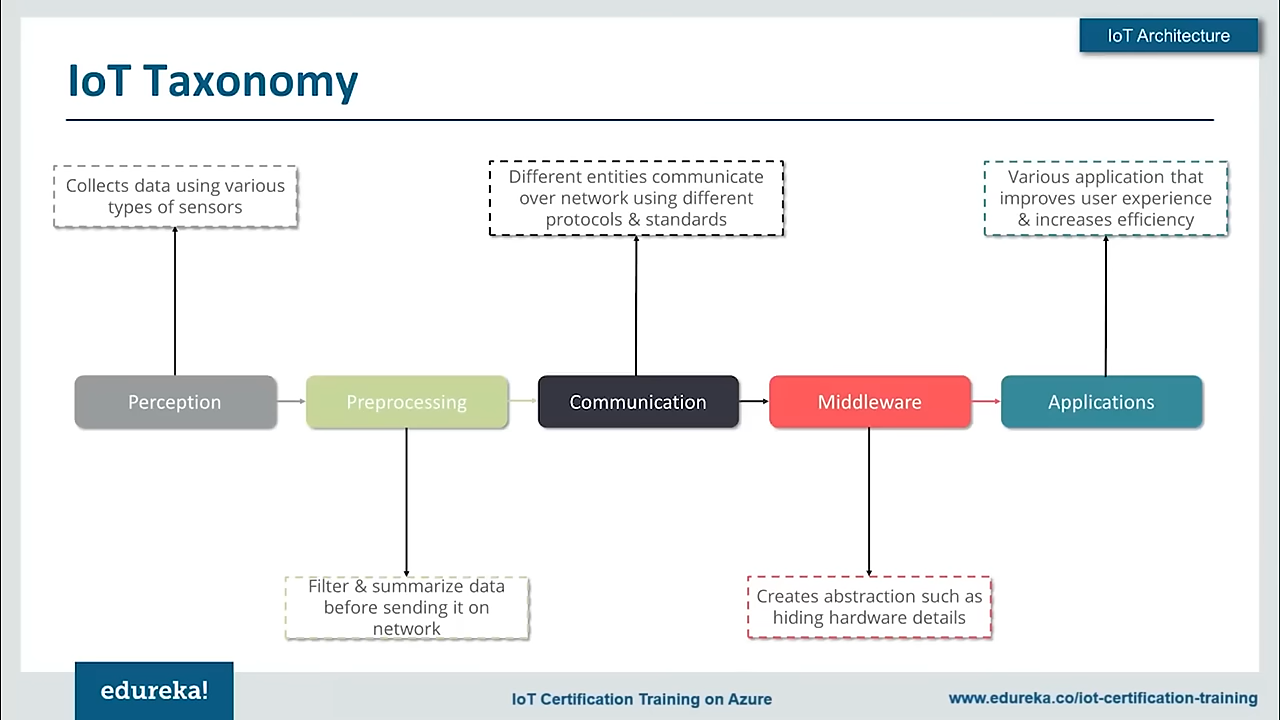 IoT Architecture
IoT Taxonomy
Collects data using various
types of sensors
Different entities communicate
over network using different
protocols & standards
Various application that
improves user experience
& increases efficiency
Perception
Preprocessing
Communication
Middleware
Applications
Filter & summarize data
before sending it on
network
Creates abstraction such as
hiding hardware details
edureka!
IoT Certification Training on Azure
www.edureka.co/iot-certification-training